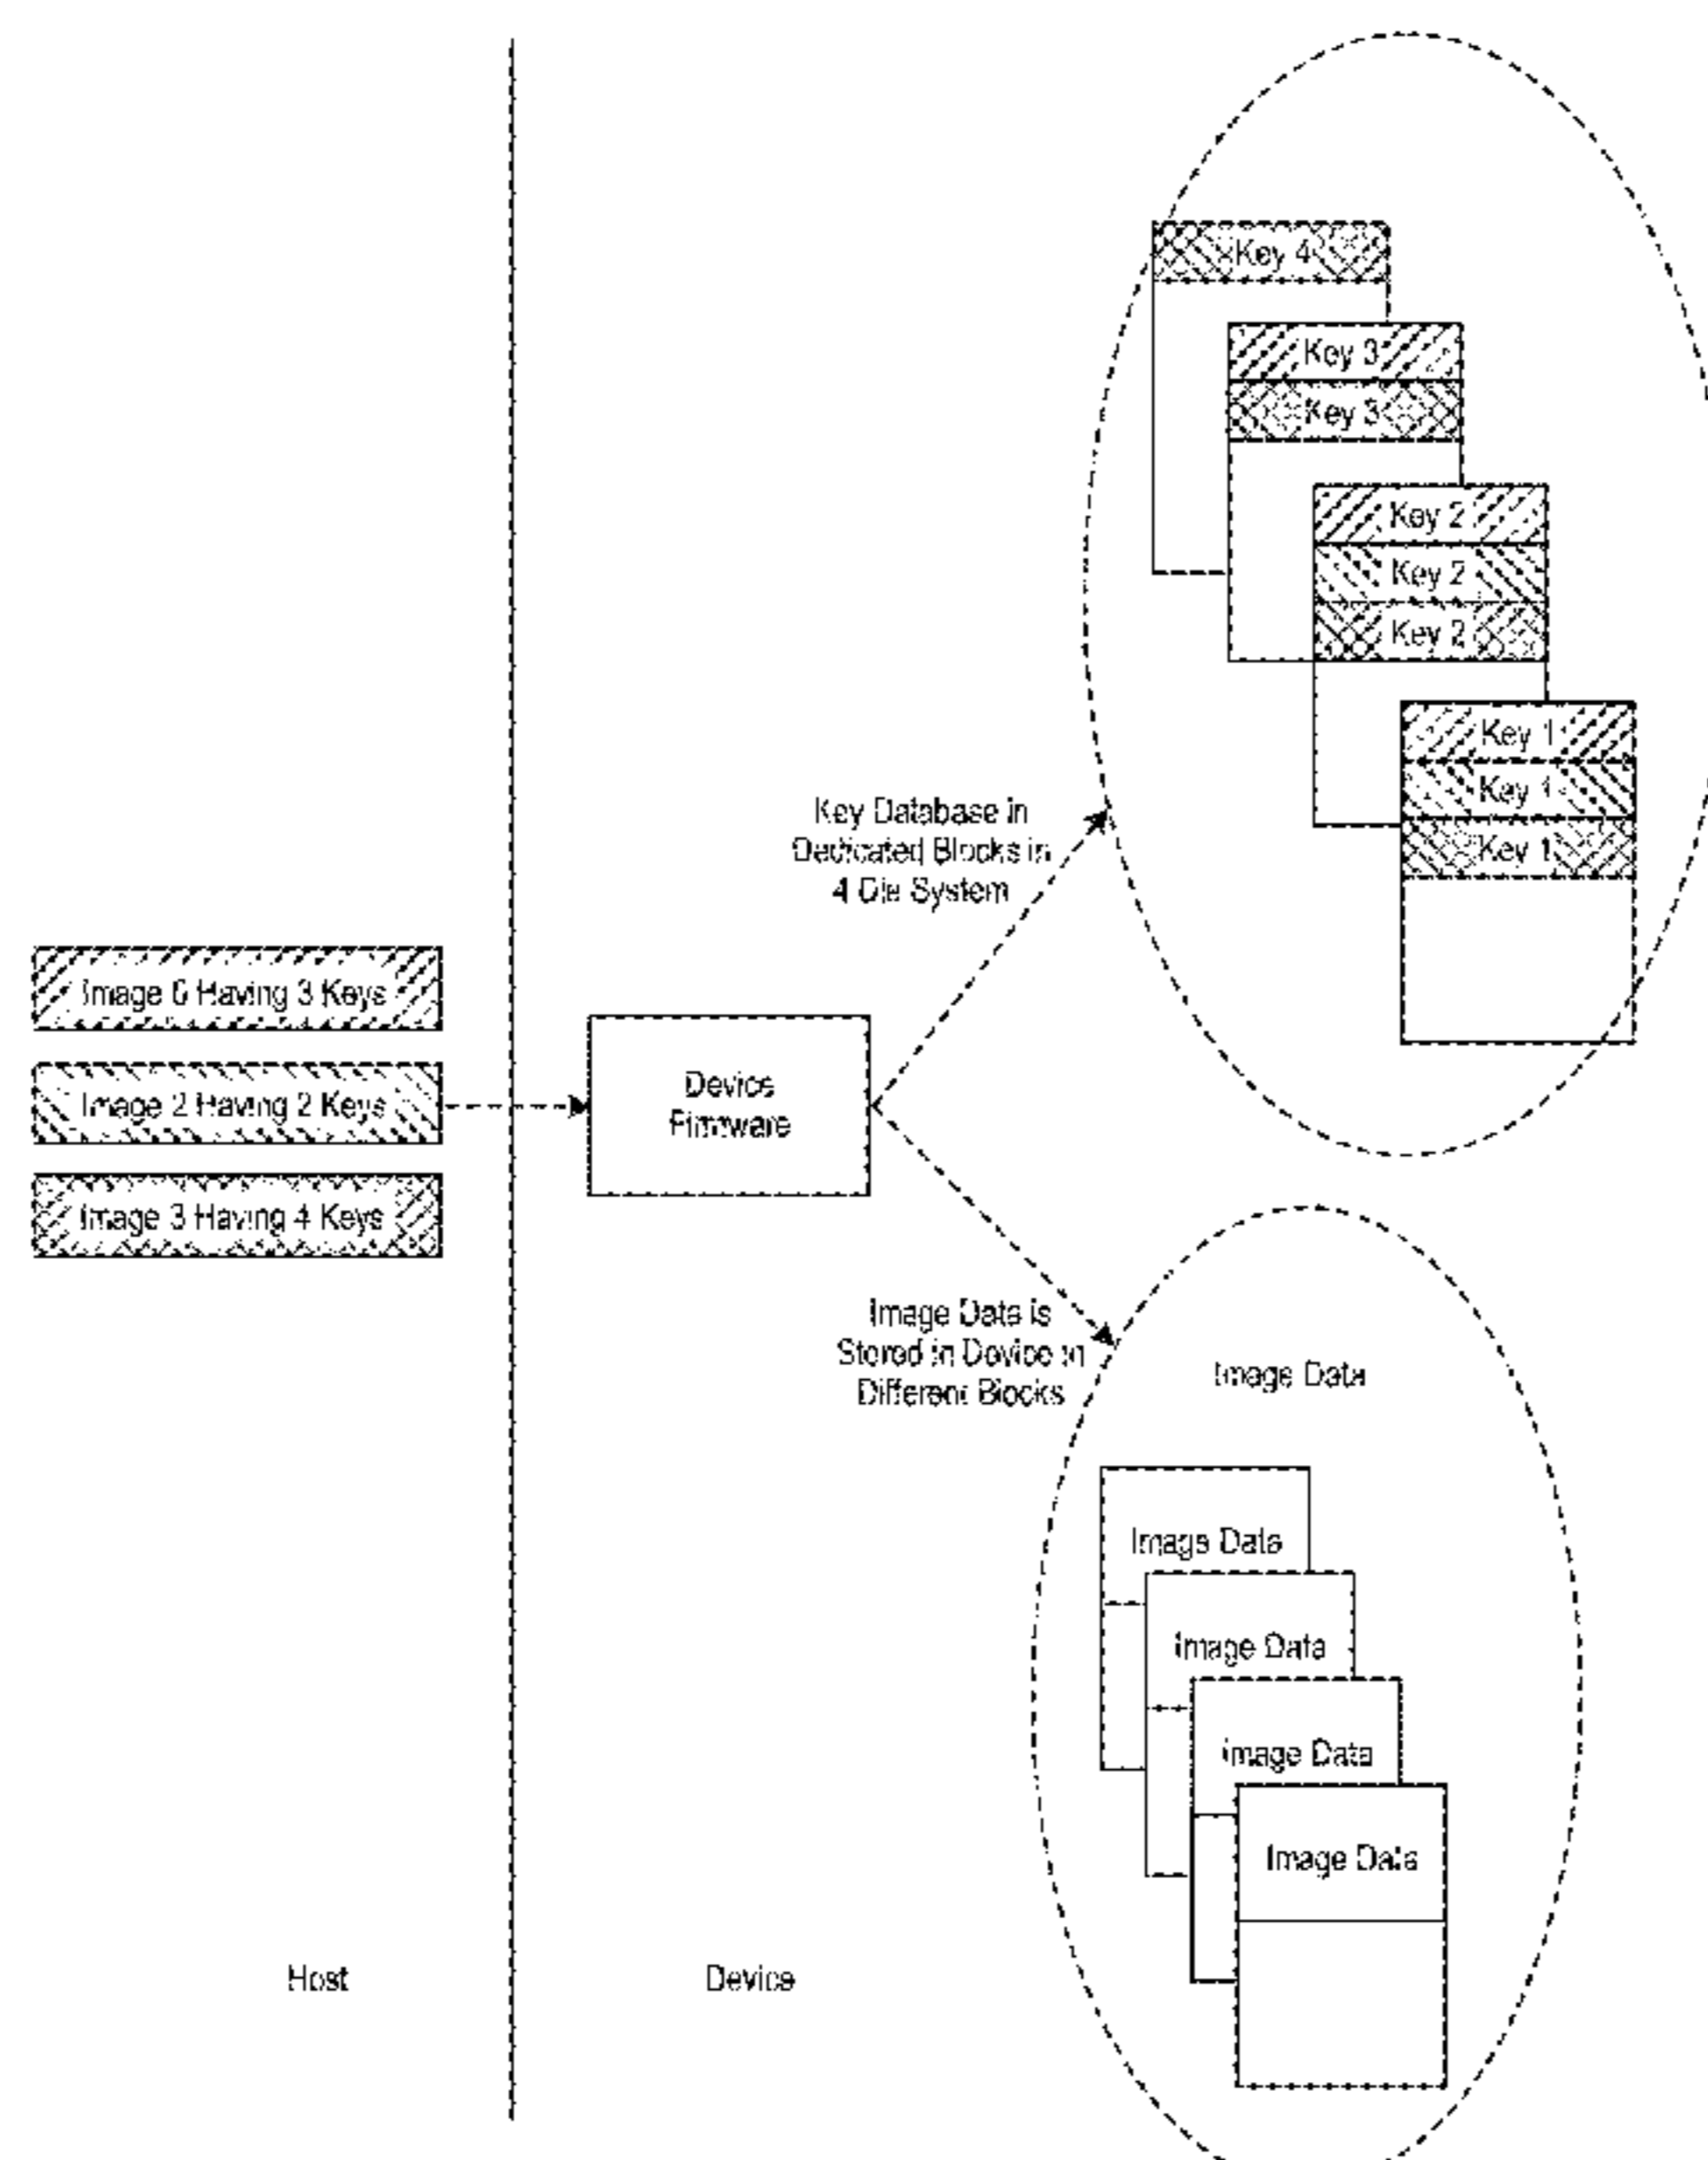 Key 4
Key 3
Key 3
Key 2
Key 2
Key 2
Key 1
Key 1
Key 1
Key Database in
Dedicated Blocks in
4 Die System
Image Having 3 Keys
Image 2 Having 2 Keys
Image 3 Having 4 Keys
Device
Firmware
Image Data is
Stored in Device in
Different Blocks
Image Data
Image Data
Image Data
Image Data
Image Data
Host
Device